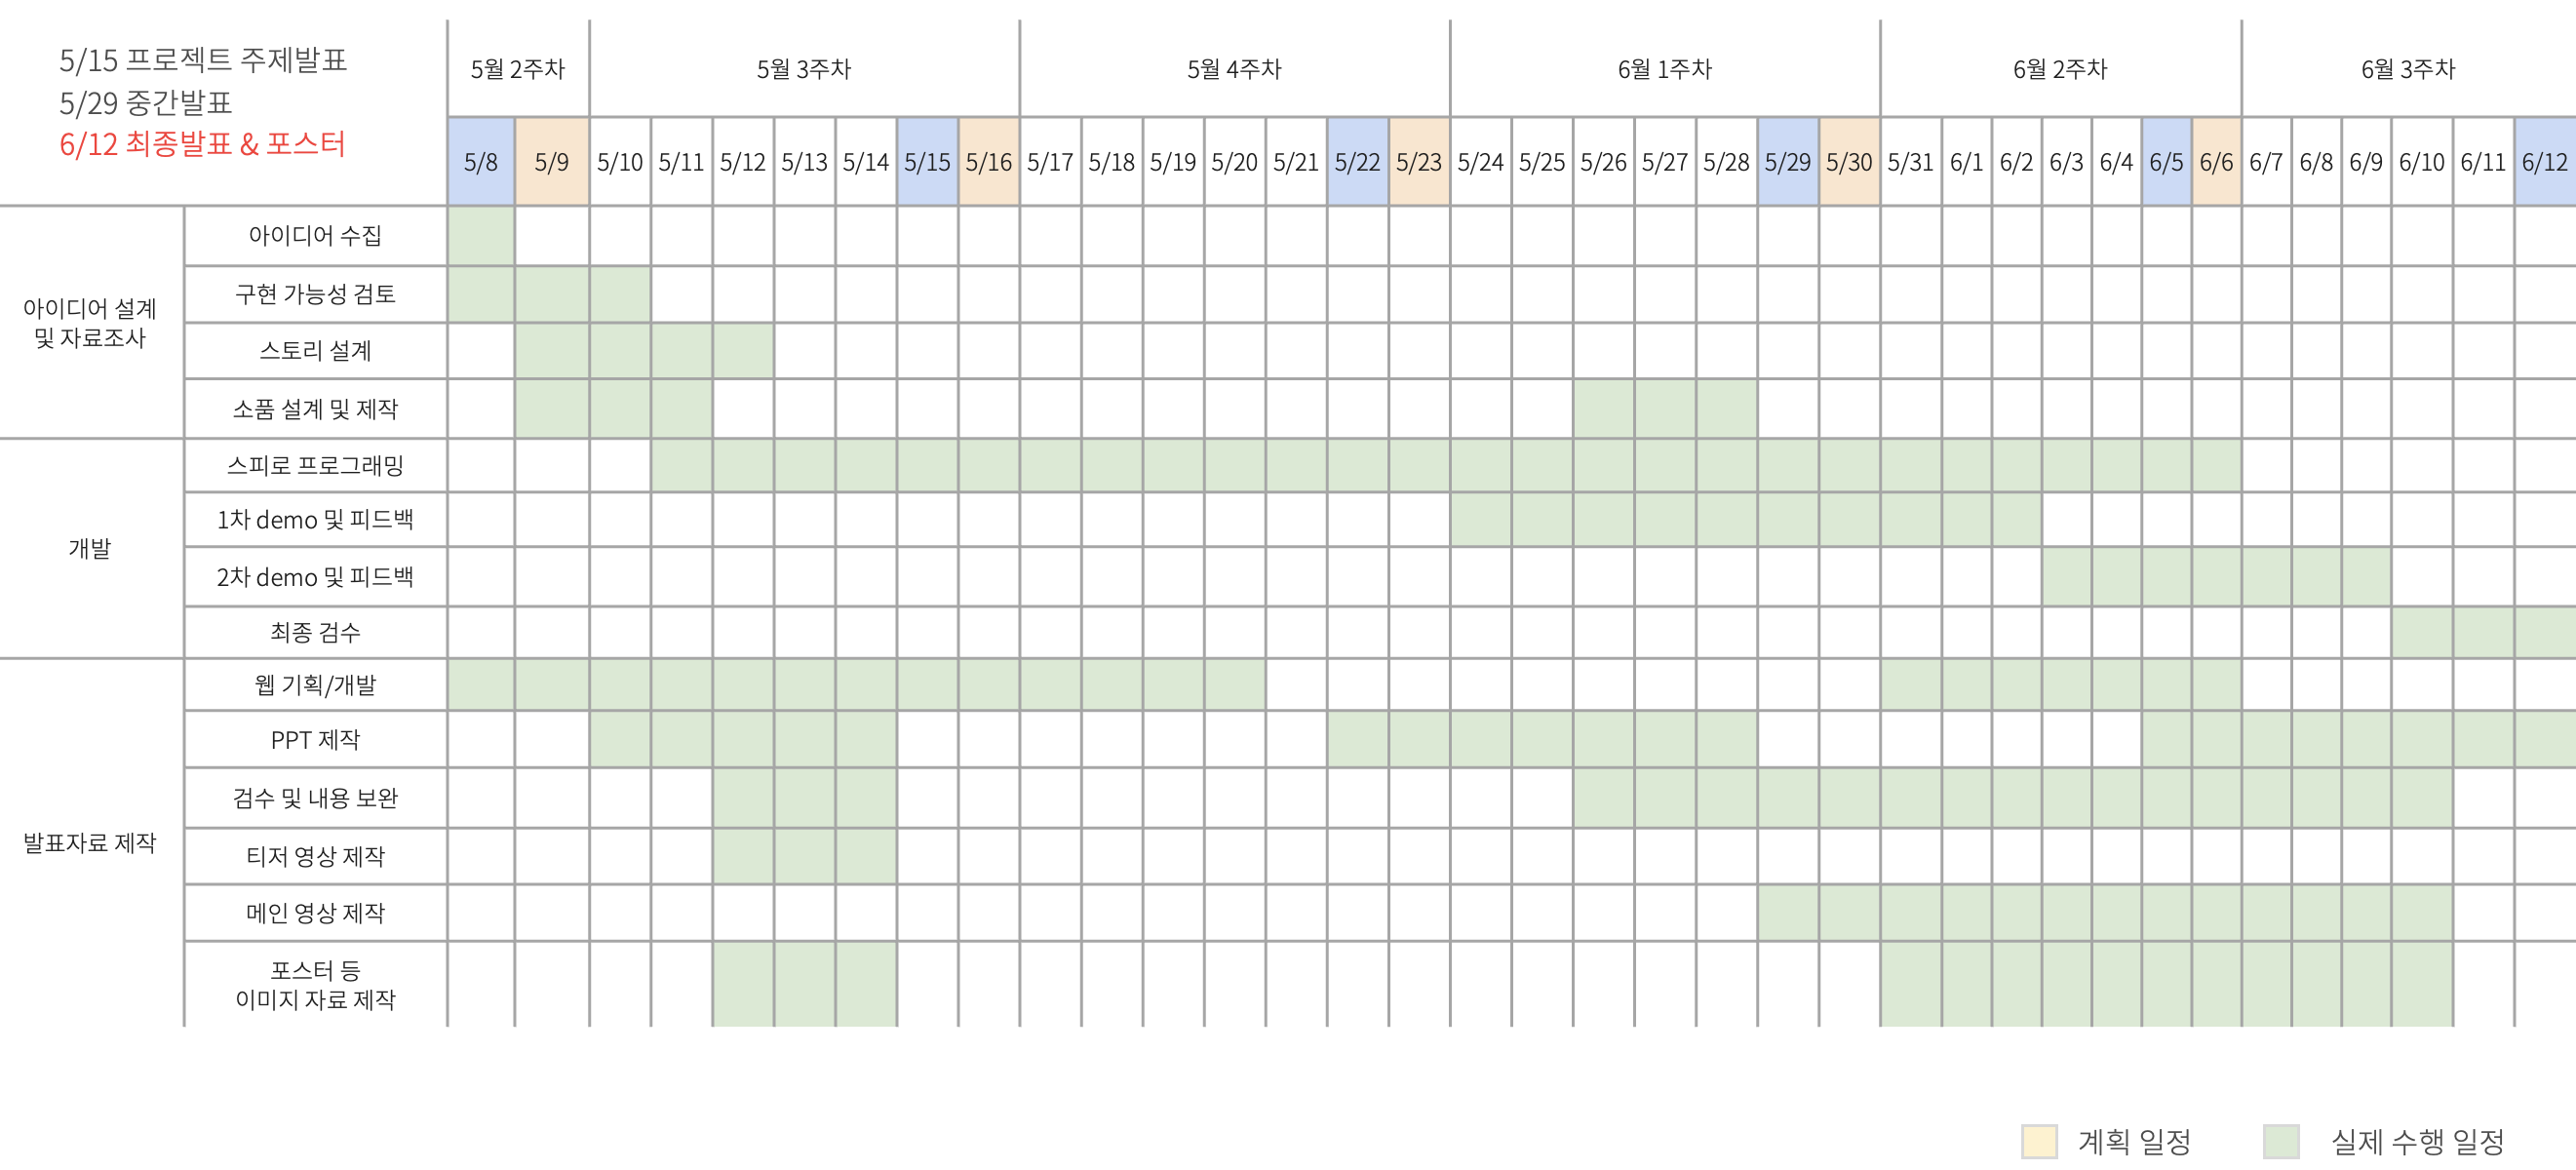 5/15 프로젝트 주제발표
5/29 중간발표
6/12 최종발표 & 포스터
5월 2주차
5월 3주차
5월 4주차
6월 1주차
6월 2주차
6월 3주차
5/8 5/9 5/10 5/11 5/12 5/13 5/14 5/15 5/16 5/17 5/18 5/19 5/20 5/21 5/22 5/23 5/24 5/25 5/26 5/27 5/28 5/29 5/30 5/31 6/1 6/2 6/3 6/4 6/5 6/6 6/7 6/8 6/9 6/10 6/11 6/12
아이디어 설계
및 자료조사
아이디어 수집
구현 가능성 검토
스토리 설계
소품 설계 및 제작
개발
스피로 프로그래밍
1차 demo 및 피드백
2차 demo 및 피드백
최종 검수
발표자료 제작
웹 기획/개발
PPT 제작
검수 및 내용 보완
티저 영상 제작
메인 영상 제작
포스터 등
이미지 자료 제작
계획 일정
실제 수행 일정